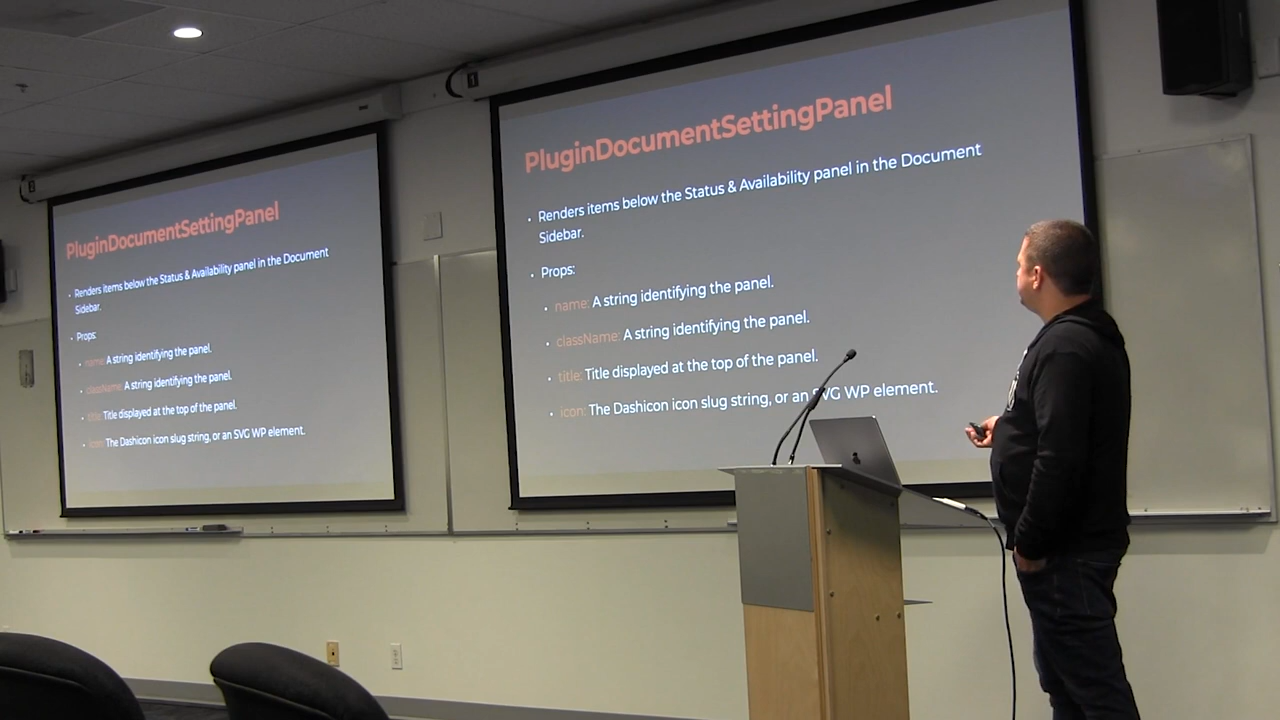 PluginDocumentSettingPanel
• Renders items below the Status & Availability panel in the Document
Sidebar.
• Props:
• name: A string identifying the panel.
• className: A string identifying the panel.
• title: Title displayed at the top of the panel.
• icon: The Dashicon icon slug string, or an SVG WP element.
PluginDocumentSettingPanel
• Renders items below the Status & Availability panel in the Document
Sidebar.
• Props:
• name: A string identifying the panel.
• className: A string identifying the panel.
• title: Title displayed at the top of the panel.
• icon: The Dashicon icon slug string, or an SVG WP element.